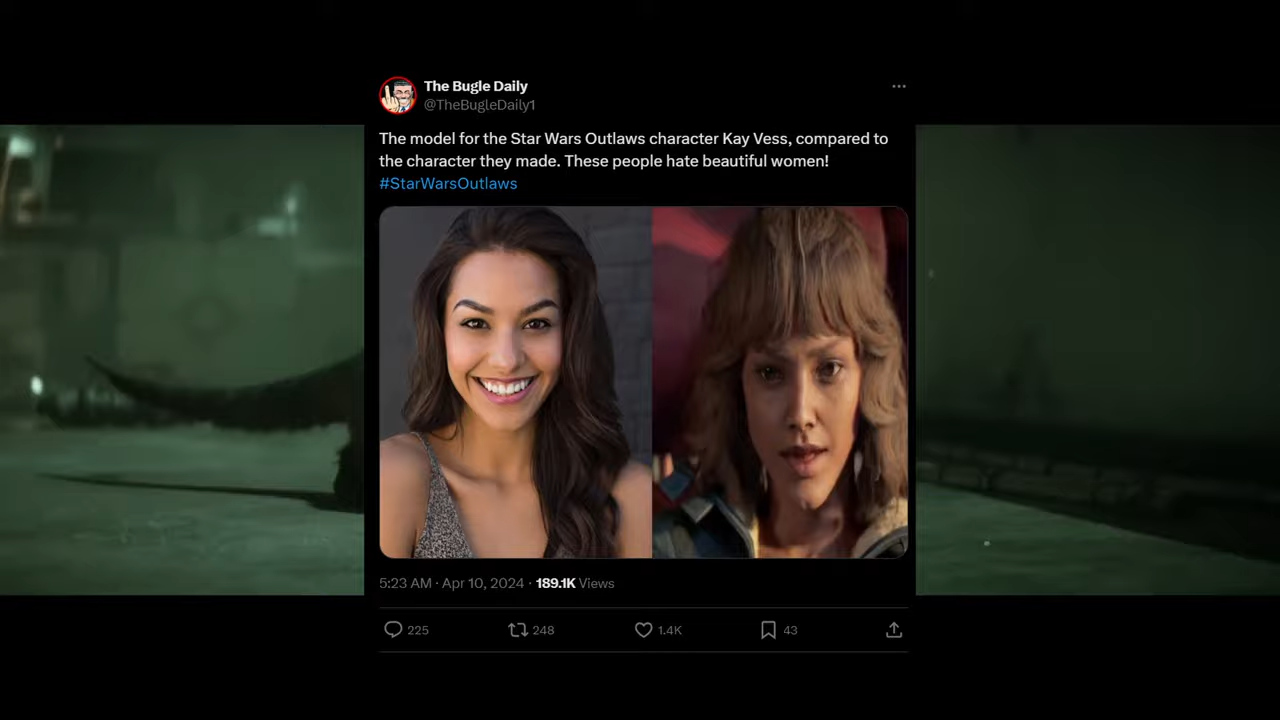 The Bugle Daily
@TheBugleDaily1
The model for the Star Wars Outlaws character Kay Vess, compared to
the character they made. These people hate beautiful women!
#StarWarsOutlaws
5:23 AM · Apr 10, 2024 · 189.1K Views
225 248 1.4K 43